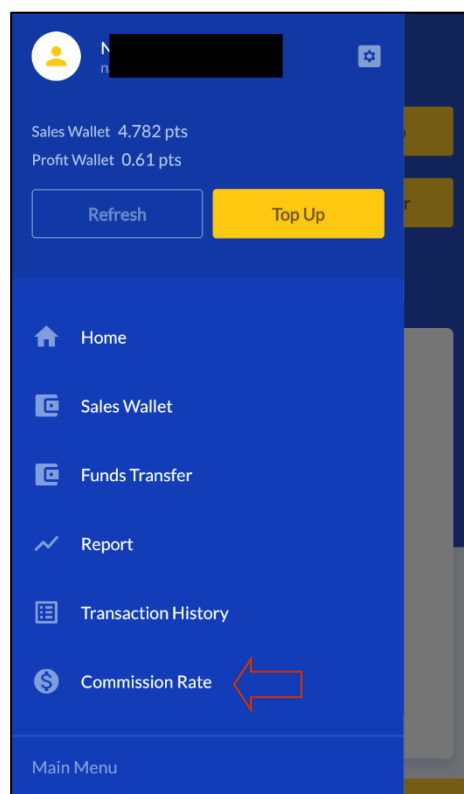 N
n
Sales Wallet 4.782 pts
Profit Wallet 0.61 pts
Refresh
Top Up
Home
Sales Wallet
Funds Transfer
Report
Transaction History
Commission Rate
Main Menu